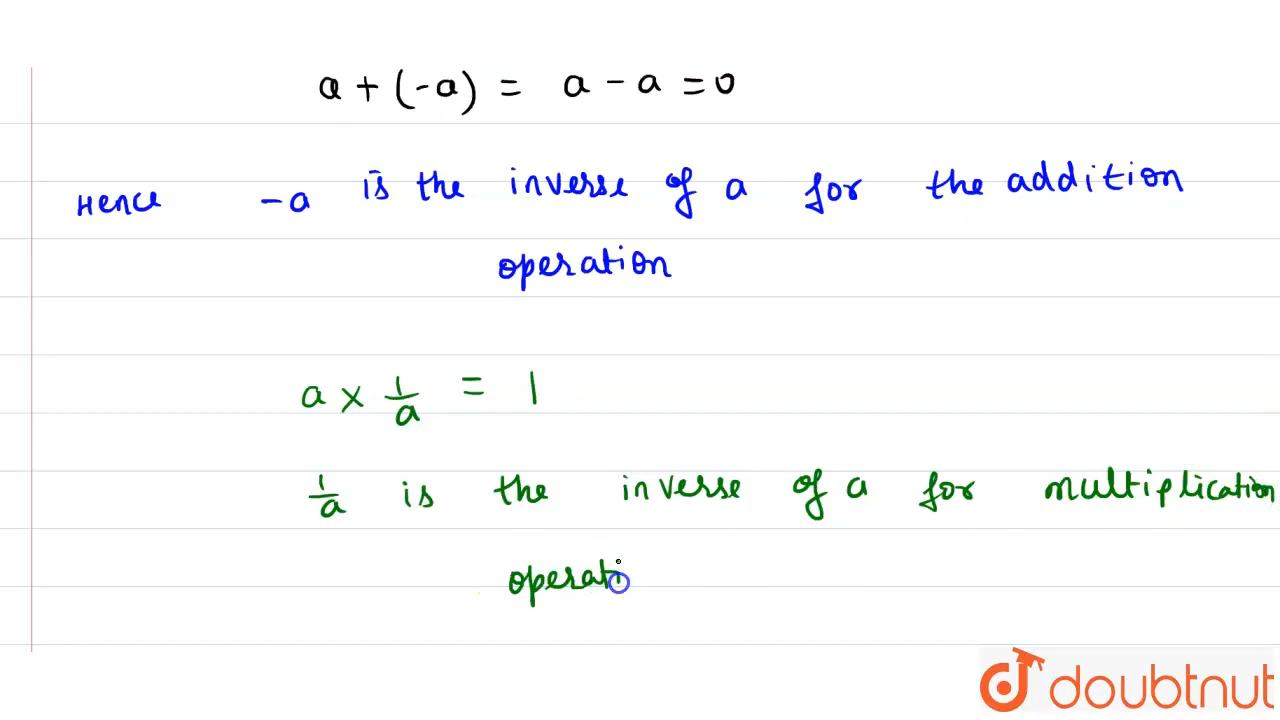 a + (-a) = a - a = 0
Hence -a is the inverse of a for the addition
operation
a × 1/a = 1
1/a is the inverse of a for multiplication
operati
doubtnut